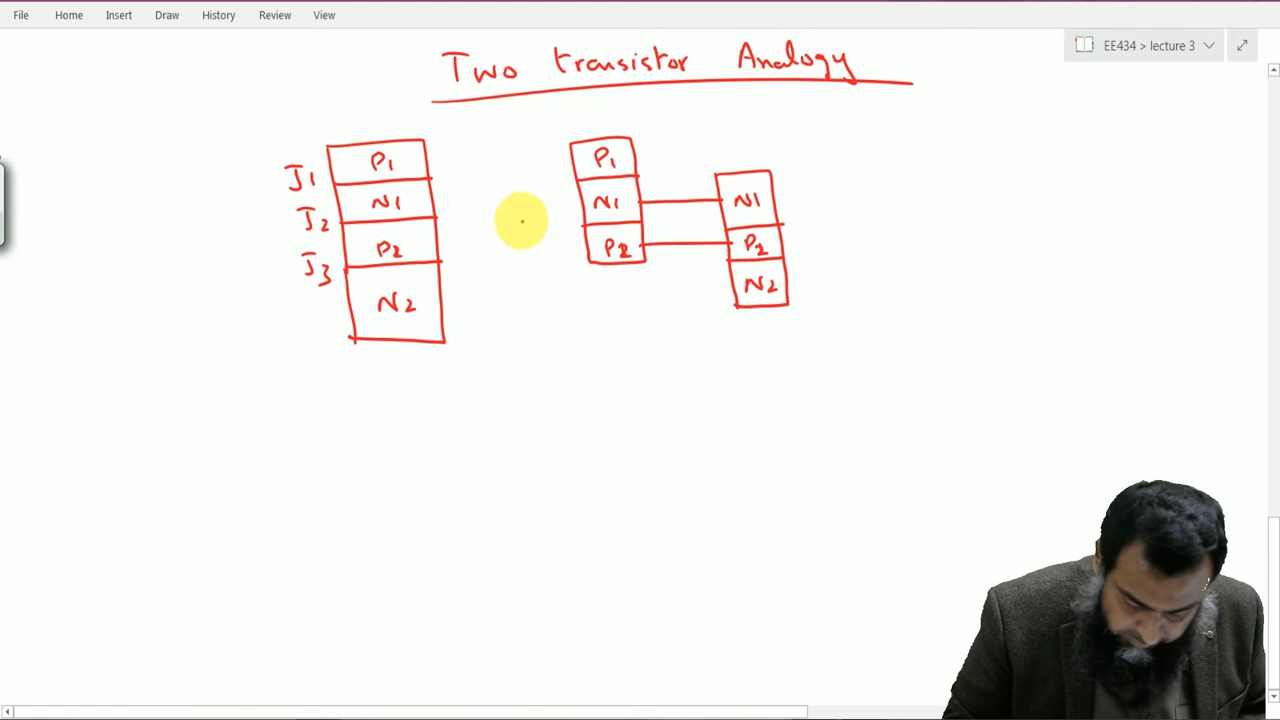 File Home Insert Draw History Review View
EE434 > lecture 3
Two transistor Analogy
J1 P1
J2 N1
J3 P2
N2
P1
N1
P2
N1
P2
N2